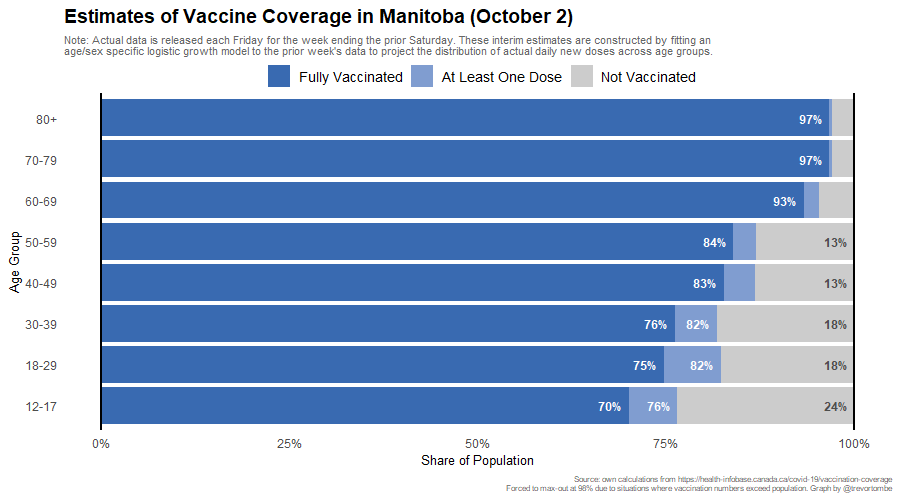 Estimates of Vaccine Coverage in Manitoba (October 2)
Note: Actual data is released each Friday for the week ending the prior Saturday. These interim estimates are constructed by fitting an
age/sex specific logistic growth model to the prior week's data to project the distribution of actual daily new doses across age groups.
Fully Vaccinated At Least One Dose Not Vaccinated
80+ 97%
70-79 97%
60-69 93%
50-59 84% 13%
40-49 83% 13%
30-39 76% 82% 18%
18-29 75% 82% 18%
12-17 70% 76% 24%
Age Group
0% 25% 50% 75% 100%
Share of Population
Source: own calculations from https://health-infobase.canada.ca/covid-19/vaccination-coverage
Forced to max-out at 98% due to situations where vaccination numbers exceed population. Graph by @trevortombe